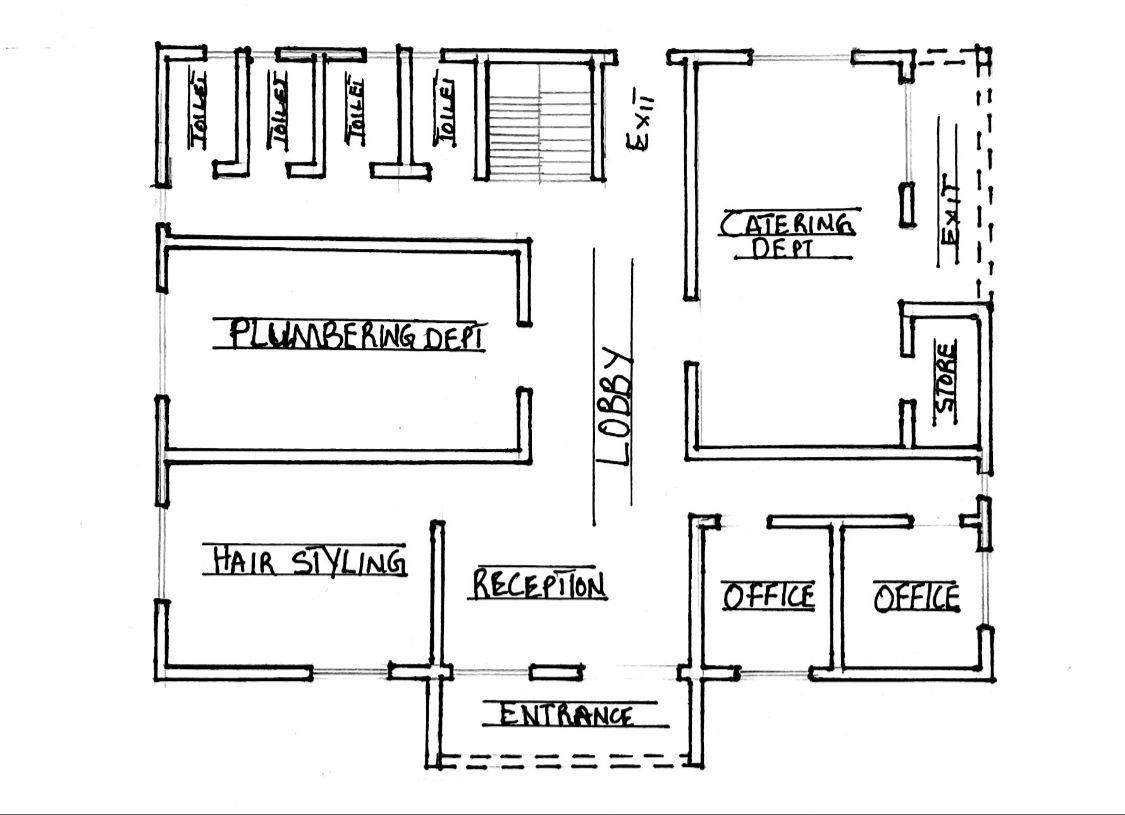 TOILET
TOILET
TOILET
TOILET
EXIT
CATERING
DEPT
EXIT
PLUMBERING DEPT
LOBBY
STORE
HAIR STYLING
RECEPTION
OFFICE
OFFICE
ENTRANCE